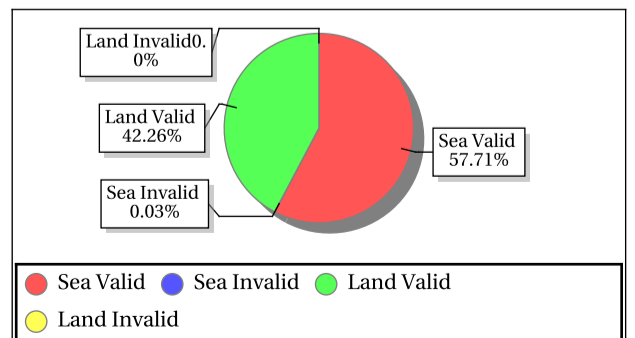 Land Invalid0.
0%
Land Valid
42.26%
Sea Valid
57.71%
Sea Invalid
0.03%
Sea Valid
Sea Invalid
Land Valid
Land Invalid